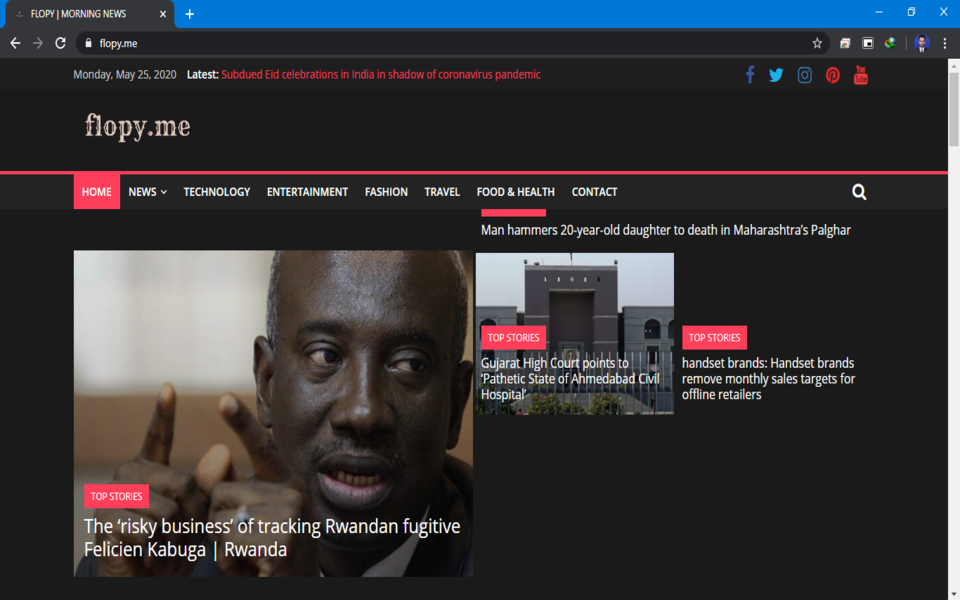 FLOPY | MORNING NEWS
flopy.me
Monday, May 25, 2020 Latest: Subdued Eid celebrations in India in shadow of coronavirus pandemic
You
Tube
flopy.me
HOME NEWS TECHNOLOGY ENTERTAINMENT FASHION TRAVEL FOOD & HEALTH CONTACT
Man hammers 20-year-old daughter to death in Maharashtra's Palghar
TOP STORIES
Gujarat High Court points to
'Pathetic State of Ahmedabad Civil
Hospital'
TOP STORIES
handset brands: Handset brands
remove monthly sales targets for
offline retailers
TOP STORIES
The ‘risky business’ of tracking Rwandan fugitive
Felicien Kabuga | Rwanda